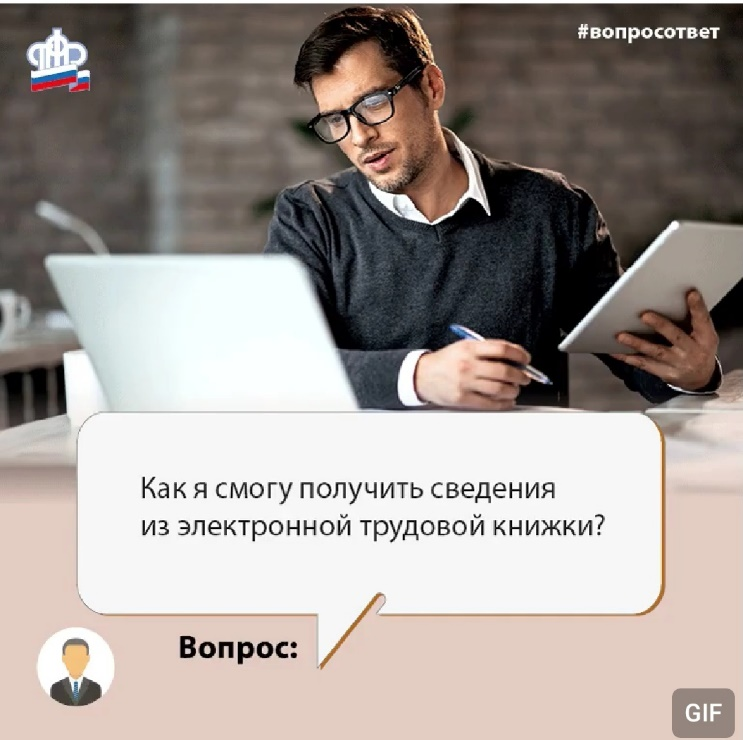 #вопросответ
Как я смогу получить сведения
из электронной трудовой книжки?
Вопрос:
GIF